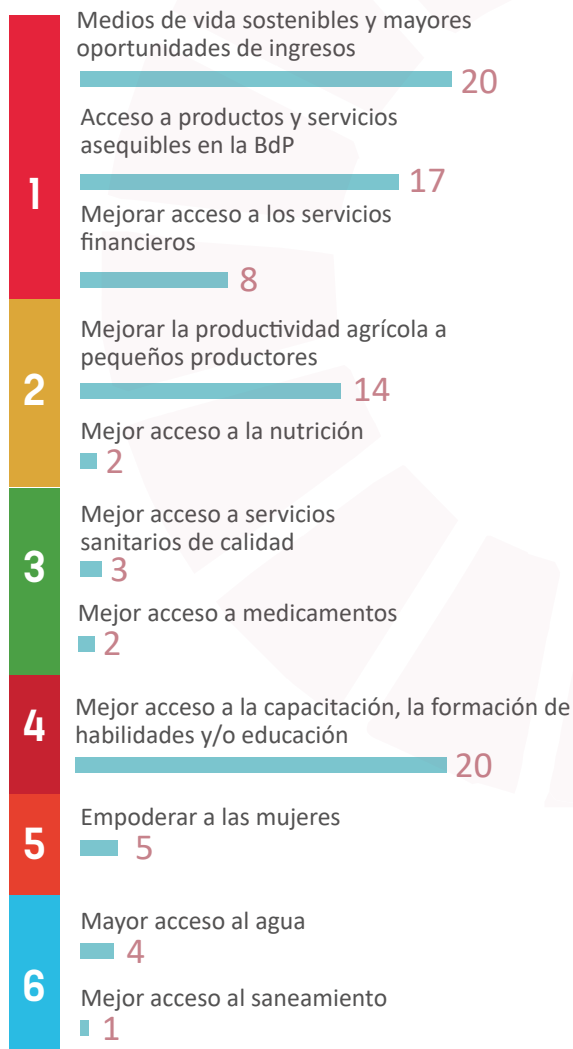 Medios de vida sostenibles y mayores
oportunidades de ingresos
20
Acceso a productos y servicios
asequibles en la BdP
17
1
Mejorar acceso a los servicios
financieros
8
Mejorar la productividad agrícola a
pequeños productores
14
2
Mejor acceso a la nutrición
2
Mejor acceso a servicios
sanitarios de calidad
3
3
Mejor acceso a medicamentos
2
4
Mejor acceso a la capacitación, la formación de
habilidades y/o educación
20
5
Empoderar a las mujeres
5
Mayor acceso al agua
4
6
Mejor acceso al saneamiento
1